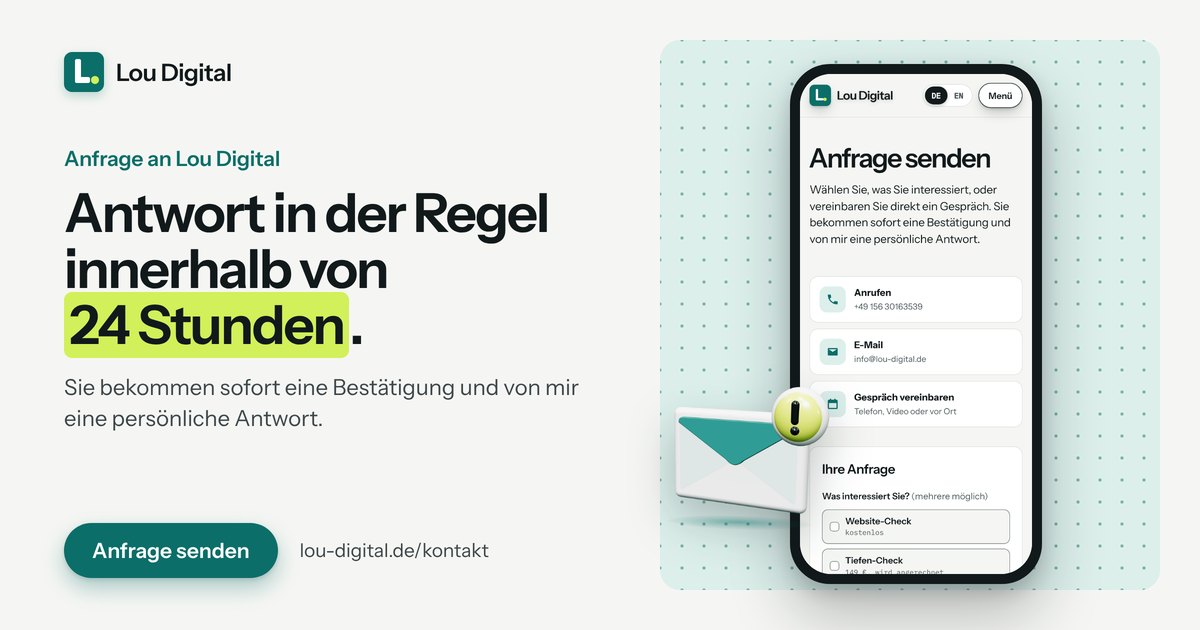 L.
Lou Digital
Anfrage an Lou Digital
Antwort in der Regel
innerhalb von
24 Stunden.
Sie bekommen sofort eine Bestätigung und von mir
eine persönliche Antwort.
Anfrage senden
lou-digital.de/kontakt
L.
Lou Digital
DE
EN
Menü
Anfrage senden
Wählen Sie, was Sie interessiert, oder
vereinbaren Sie direkt ein Gespräch. Sie
bekommen sofort eine Bestätigung und
von mir eine persönliche Antwort.
Anrufen
+49 156 30163539
E-Mail
info@lou-digital.de
Gespräch vereinbaren
Telefon, Video oder vor Ort
!
Ihre Anfrage
Was interessiert Sie? (mehrere möglich)
Website-Check
kostenlos
Tiefen-Check
149 €, wird angerechnet